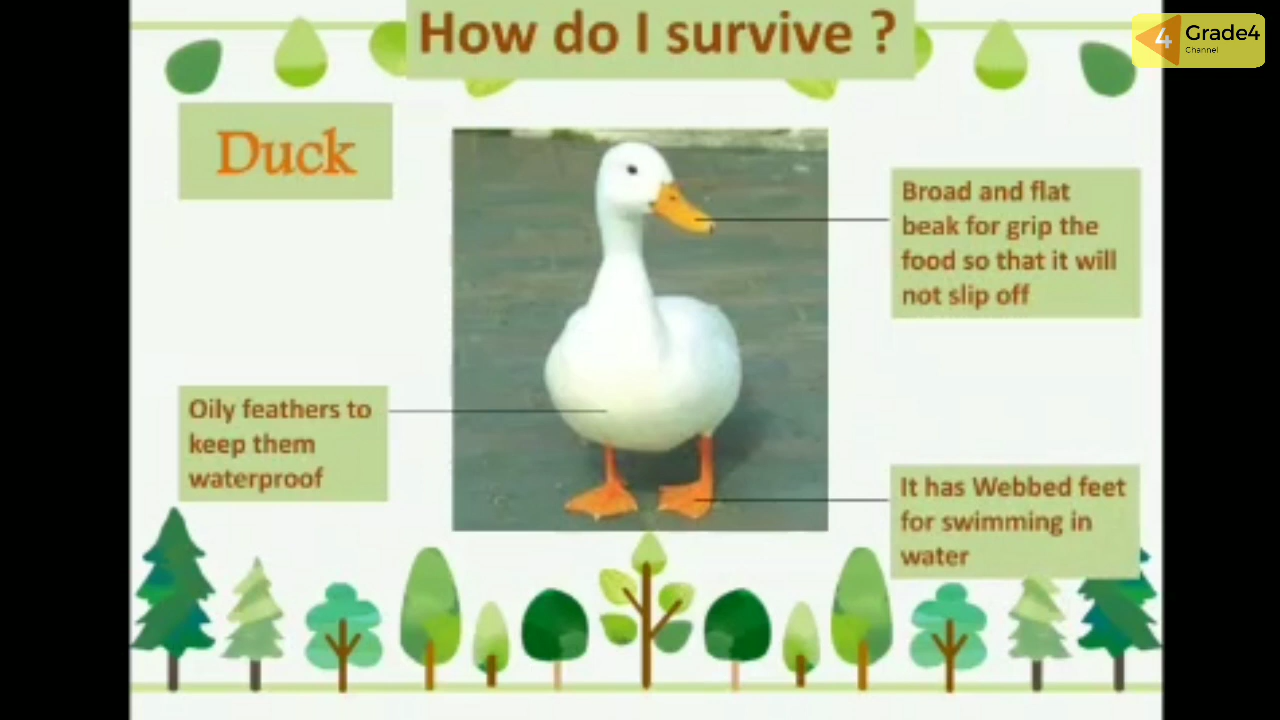 How do I survive ?
4 Grade4
Channel
Duck
Broad and flat
beak for grip the
food so that it will
not slip off
Oily feathers to
keep them
waterproof
It has Webbed feet
for swimming in
water